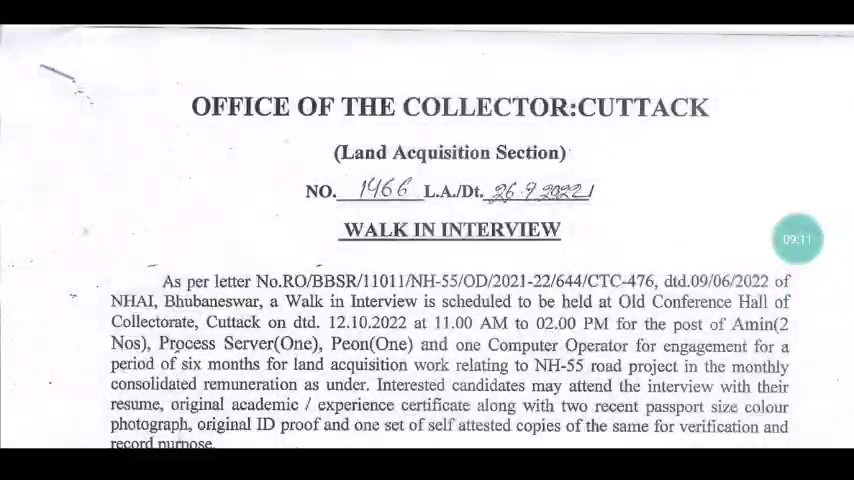 OFFICE OF THE COLLECTOR:CUTTACK
(Land Acquisition Section)
NO. 1466 L.A./Dt. 26.9.2022
WALK IN INTERVIEW
09:11
As per letter No.RO/BBSR/11011/NH-55/OD/2021-22/644/CTC-476, dtd.09/06/2022 of
NHAI, Bhubaneswar, a Walk in Interview is scheduled to be held at Old Conference Hall of
Collectorate, Cuttack on dtd. 12.10.2022 at 11.00 AM to 02.00 PM for the post of Amin(2
Nos), Process Server(One), Peon(One) and one Computer Operator for engagement for a
period of six months for land acquisition work relating to NH-55 road project in the monthly
consolidated remuneration as under. Interested candidates may attend the interview with their
resume, original academic / experience certificate along with two recent passport size colour
photograph, original ID proof and one set of self attested copies of the same for verification and
record purpose.